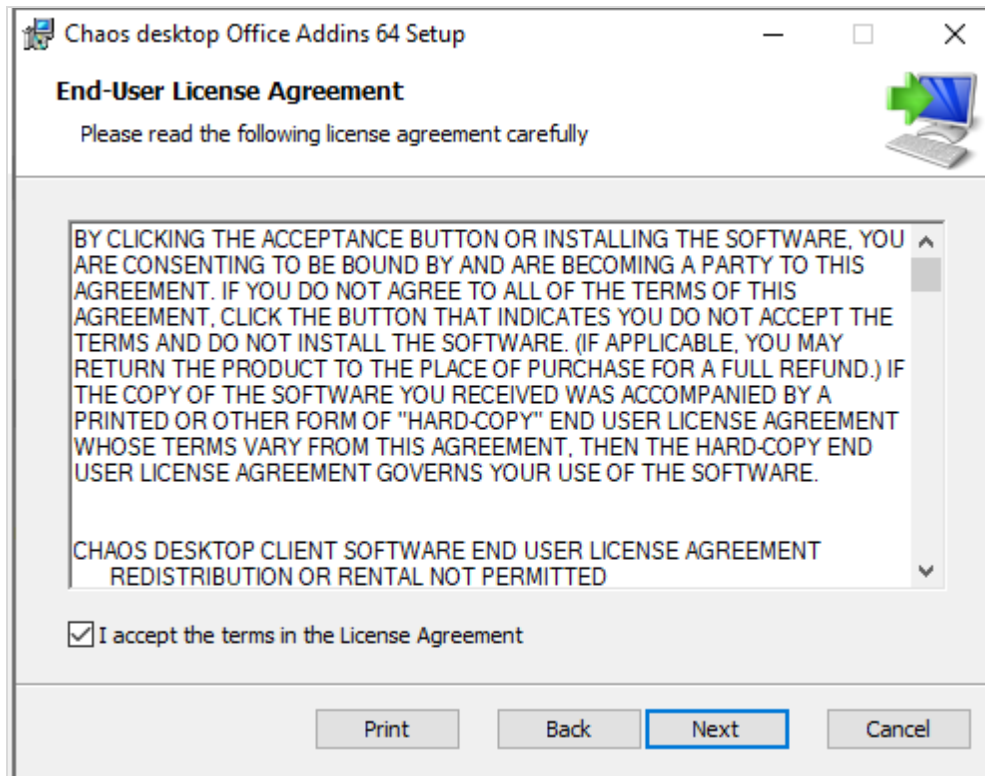 Chaos desktop Office Addins 64 Setup
End-User License Agreement
Please read the following license agreement carefully
BY CLICKING THE ACCEPTANCE BUTTON OR INSTALLING THE SOFTWARE, YOU
ARE CONSENTING TO BE BOUND BY AND ARE BECOMING A PARTY TO THIS
AGREEMENT. IF YOU DO NOT AGREE TO ALL OF THE TERMS OF THIS
AGREEMENT, CLICK THE BUTTON THAT INDICATES YOU DO NOT ACCEPT THE
TERMS AND DO NOT INSTALL THE SOFTWARE. (IF APPLICABLE, YOU MAY
RETURN THE PRODUCT TO THE PLACE OF PURCHASE FOR A FULL REFUND.) IF
THE COPY OF THE SOFTWARE YOU RECEIVED WAS ACCOMPANIED BY A
PRINTED OR OTHER FORM OF "HARD-COPY" END USER LICENSE AGREEMENT
WHOSE TERMS VARY FROM THIS AGREEMENT, THEN THE HARD-COPY END
USER LICENSE AGREEMENT GOVERNS YOUR USE OF THE SOFTWARE.
CHAOS DESKTOP CLIENT SOFTWARE END USER LICENSE AGREEMENT
REDISTRIBUTION OR RENTAL NOT PERMITTED
I accept the terms in the License Agreement
Print Back Next Cancel